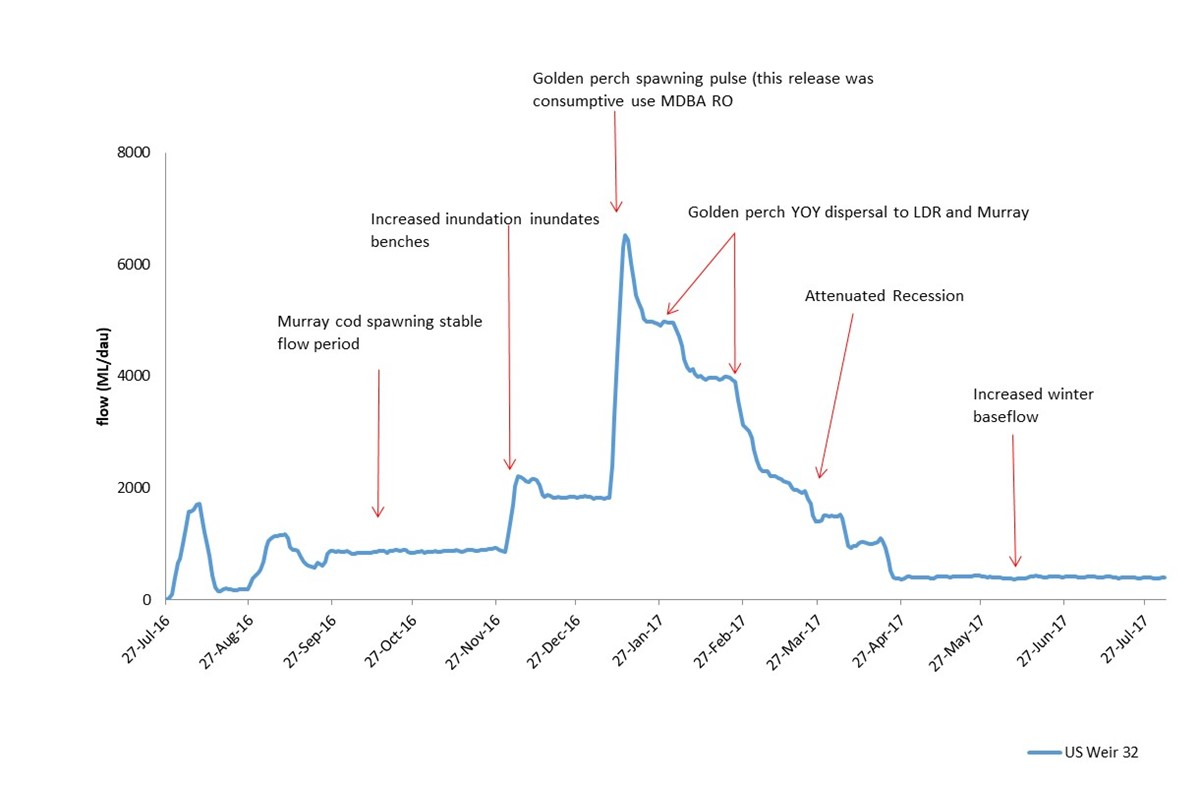 Golden perch spawning pulse (this release was
consumptive use MDBA RO
8000
Increased inundation inundates
benches
Golden perch YOY dispersal to LDR and Murray
6000
Attenuated Recession
Murray cod spawning stable
flow period
flow (ML/dau)
4000
Increased winter
baseflow
2000
0
27-Jul-16
27-Aug-16
27-Sep-16
27-Oct-16
27-Nov-16
27-Dec-16
27-Jan-17
27-Feb-17
27-Mar-17
27-Apr-17
27-May-17
27-Jun-17
27-Jul-17
US Weir 32